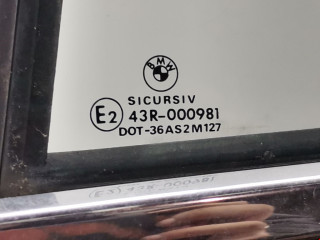 BMW
SICURSIV
E2 43R-000981
DOT-36AS2M127